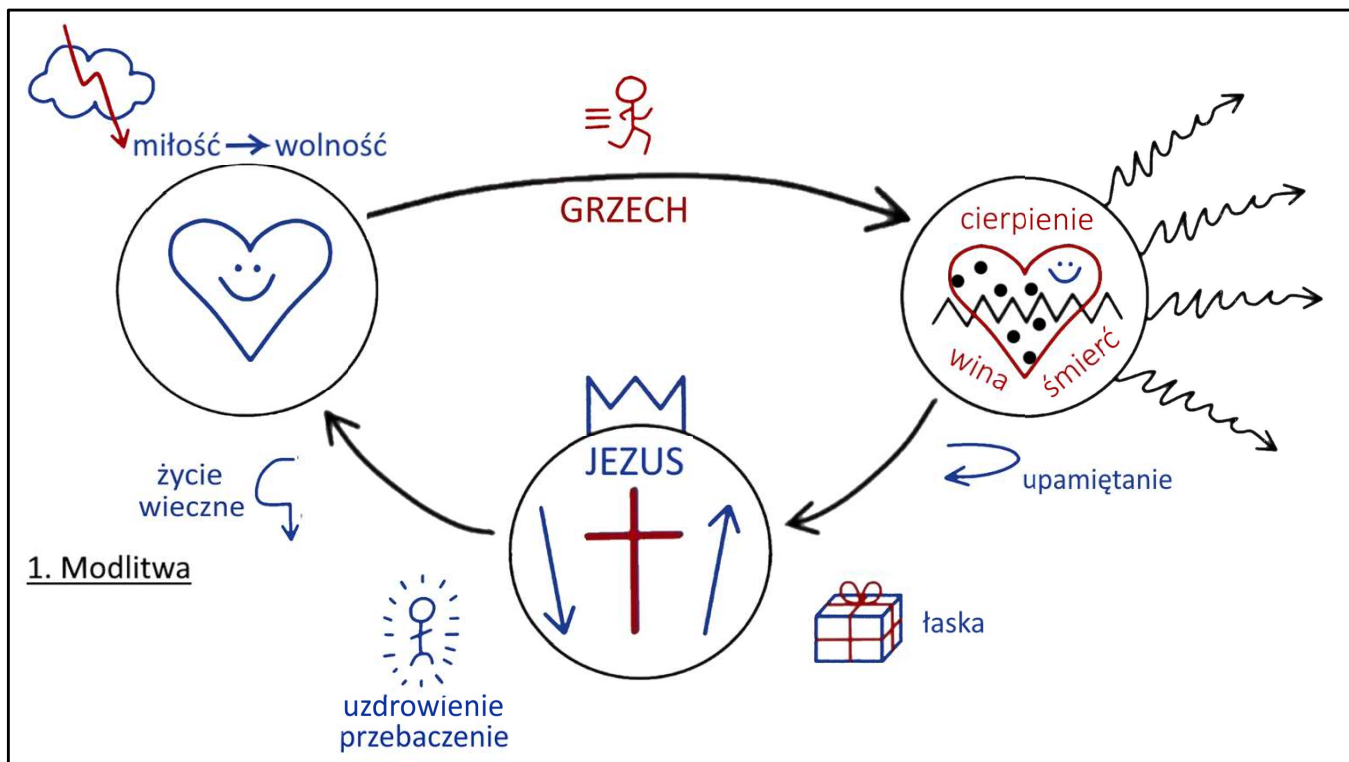 miłość → wolność
GRZECH
cierpienie
wina
śmierć
JEZUS
życie
wieczne
upamiętanie
1. Modlitwa
łaska
uzdrowienie
przebaczenie